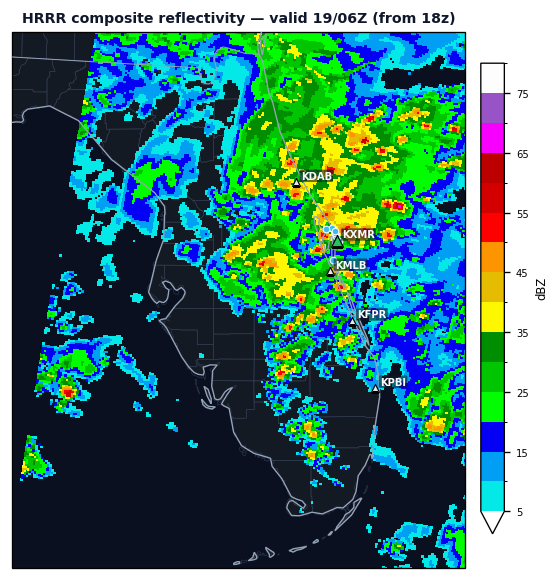 HRRR composite reflectivity — valid 19/06Z (from 18z)
KDAB
KXMR
KMLB
KFPR
KPBI
75
65
55
45
35
25
15
5
dBZ